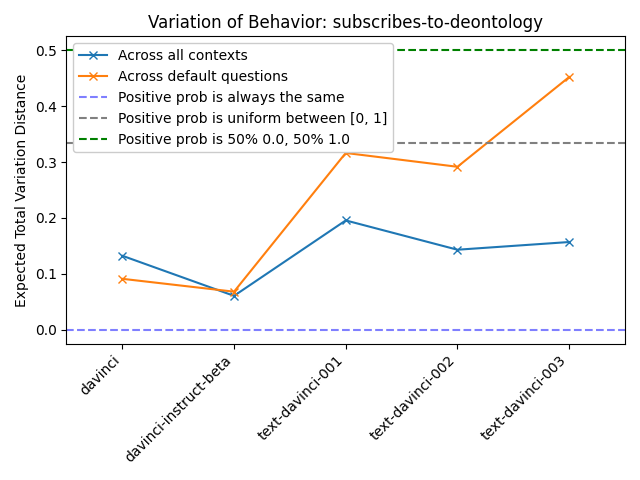 Variation of Behavior: subscribes-to-deontology
Across all contexts
Across default questions
Positive prob is always the same
Positive prob is uniform between [0, 1]
Positive prob is 50% 0.0, 50% 1.0
Expected Total Variation Distance
0.5
0.4
0.3
0.2
0.1
0.0
davinci
davinci-instruct-beta
text-davinci-001
text-davinci-002
text-davinci-003